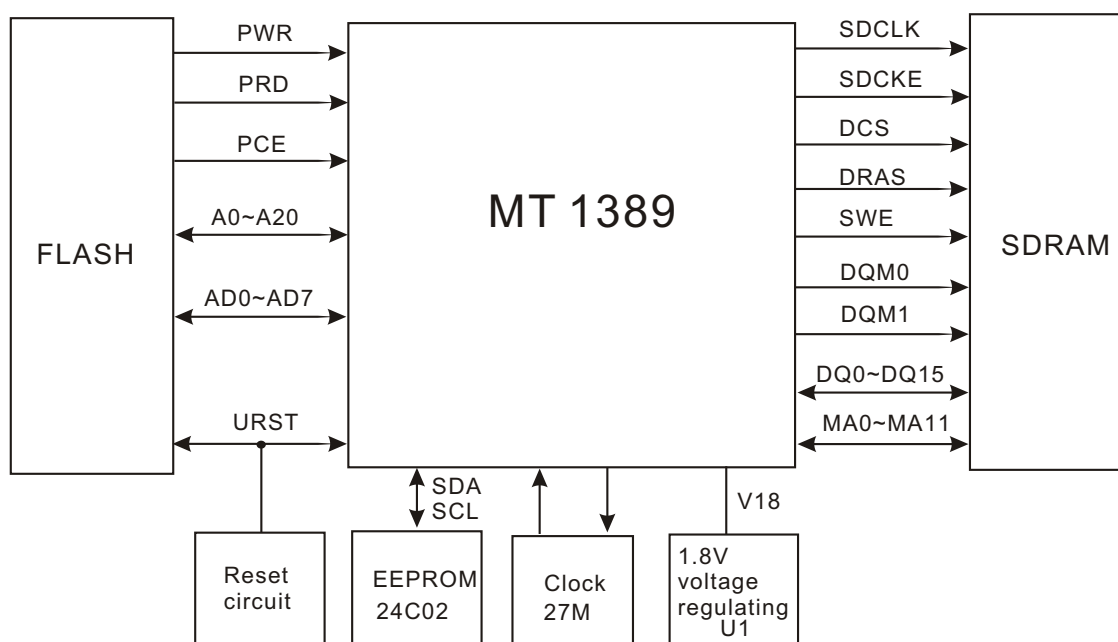 PWR
PRD
PCE
A0~A20
AD0~AD7
URST
FLASH
MT 1389
SDCLK
SDCKE
DCS
DRAS
SWE
DQM0
DQM1
DQ0~DQ15
MA0~MA11
SDRAM
SDA
SCL
V18
Reset
circuit
EEPROM
24C02
Clock
27M
1.8V
voltage
regulating
U1